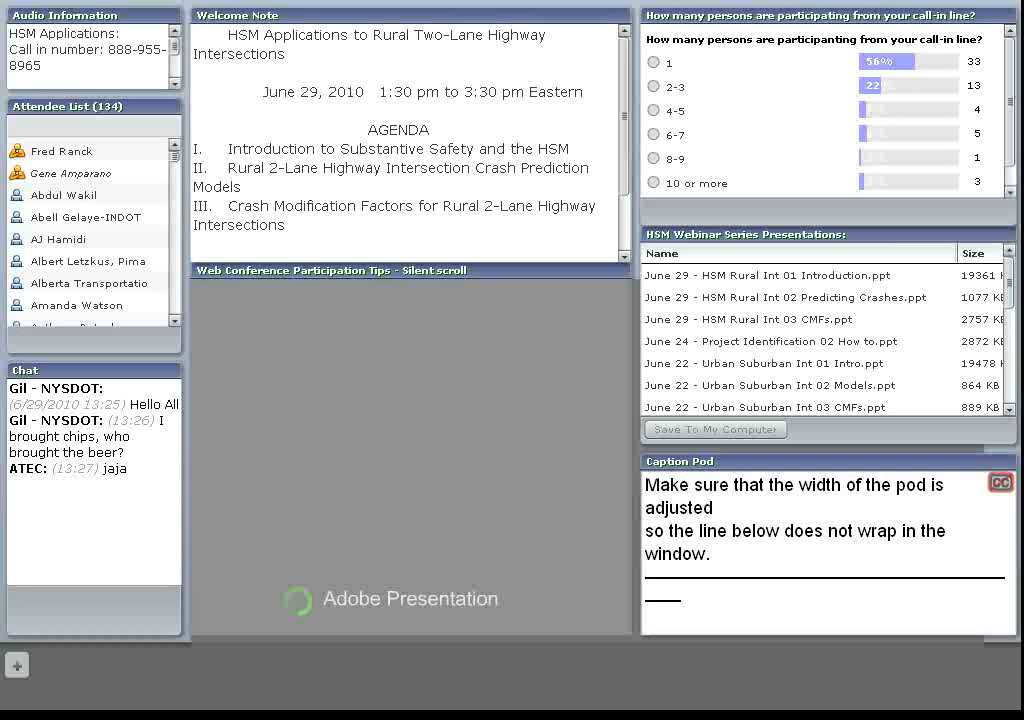 Audio Information
HSM Applications:
Call in number: 888-955-
8965
Attendee List (134)
Fred Ranck
Gene Amparano
Abdul Wakil
Abell Gelaye-INDOT
AJ Hamidi
Albert Letzkus, Pima
Alberta Transportatio
Amanda Watson
Chat
Gil - NYSDOT:
(6/29/2010 13:25) Hello All
Gil - NYSDOT: (13:26) I
brought chips, who
brought the beer?
ATEC: (13:27) jaja
Welcome Note
HSM Applications to Rural Two-Lane Highway
Intersections
June 29, 2010 1:30 pm to 3:30 pm Eastern
AGENDA
I. Introduction to Substantive Safety and the HSM
II. Rural 2-Lane Highway Intersection Crash Prediction
Models
III. Crash Modification Factors for Rural 2-Lane Highway
Intersections
Web Conference Participation Tips - Silent scroll
Adobe Presentation
How many persons are participating from your call-in line?
How many persons are participanting from your call-in line?
1 56% 33
2-3 22 13
4-5 4
6-7 5
8-9 1
10 or more 3
HSM Webinar Series Presentations:
Name Size
June 29 - HSM Rural Int 01 Introduction.ppt 19361
June 29 - HSM Rural Int 02 Predicting Crashes.ppt 1077 KB
June 29 - HSM Rural Int 03 CMFs.ppt 2757 KB
June 24 - Project Identification 02 How to.ppt 2872 KB
June 22 - Urban Suburban Int 01 Intro.ppt 19478
June 22 - Urban Suburban Int 02 Models.ppt 864 KB
June 22 - Urban Suburban Int 03 CMFs.ppt 889 KB
Save To My Computer
Caption Pod
CC
Make sure that the width of the pod is
adjusted
so the line below does not wrap in the
window.